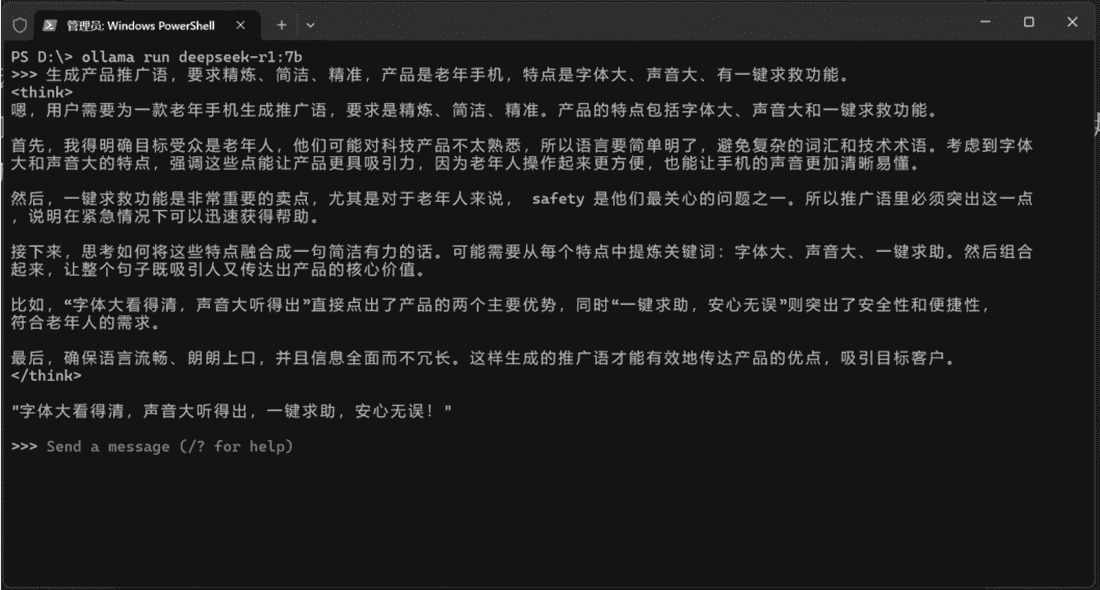 管理员: Windows PowerShell
PS D:\> ollama run deepseek-r1:7b
>>> 生成产品推广语，要求精炼、简洁、精准，产品是老年手机，特点是字体大、声音大、有一键求救功能。
<think>
嗯，用户需要为一款老年手机生成推广语，要求是精炼、简洁、精准。产品的特点包括字体大、声音大和一键求救功能。
首先，我得明确目标受众是老年人，他们可能对科技产品不太熟悉，所以语言要简单明了，避免复杂的词汇和技术术语。考虑到字体
大和声音大的特点，强调这些点能让产品更具吸引力，因为老年人操作起来更方便，也能让手机的声音更加清晰易懂。
然后，一键求救功能是非常重要的卖点，尤其是对于老年人来说， safety 是他们最关心的问题之一。所以推广语里必须突出这一点
，说明在紧急情况下可以迅速获得帮助。
接下来，思考如何将这些特点融合成一句简洁有力的话。可能需要从每个特点中提炼关键词：字体大、声音大、一键求助。然后组合
起来，让整个句子既吸引人又传达出产品的核心价值。
比如，“字体大看得清，声音大听得出”直接点出了产品的两个主要优势，同时“一键求助，安心无误”则突出了安全性和便捷性，
符合老年人的需求。
最后，确保语言流畅、朗朗上口，并且信息全面而不冗长。这样生成的推广语才能有效地传达产品的优点，吸引目标客户。
</think>
"字体大看得清，声音大听得出，一键求助，安心无误！"
>>> Send a message (/? for help)